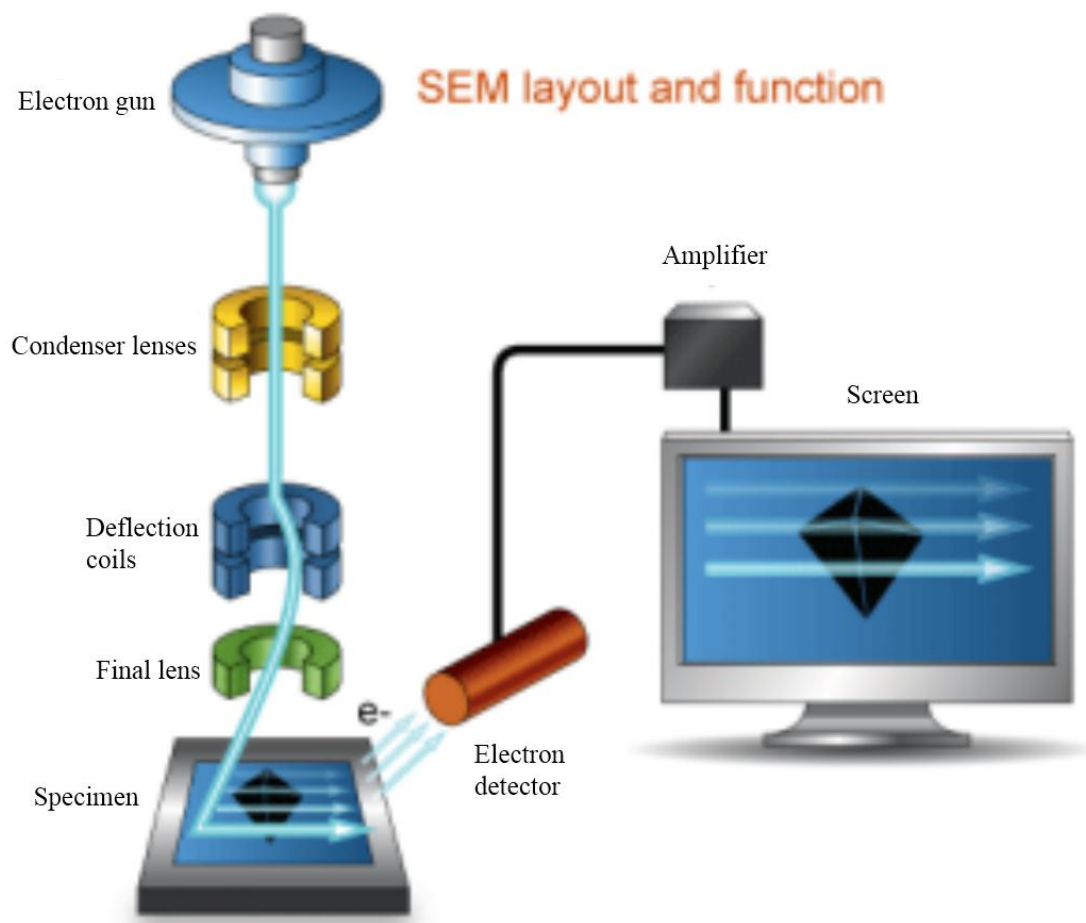 SEM layout and function
Electron gun
Amplifier
Condenser lenses
Screen
Deflection
coils
Final lens
e-
Electron
detector
Specimen